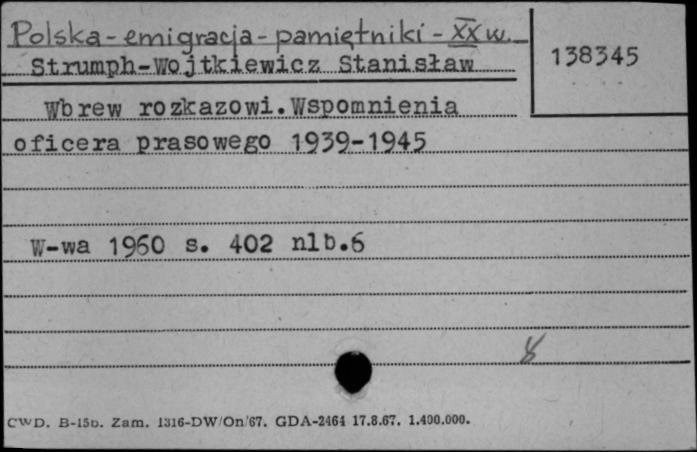 Polska - emigracja - pamiętniki - XX w.
Strumph-Wojtkiewicz Stanisław
138345
Wbrew rozkazowi.Wspomnienia
oficera prasowego 1939-1945
W-wa 1960 s. 402 nlb.6
CWD. B-15b. Zam. 1316-DW/On/67. GDA-2464 17.8.67. 1.400.000.